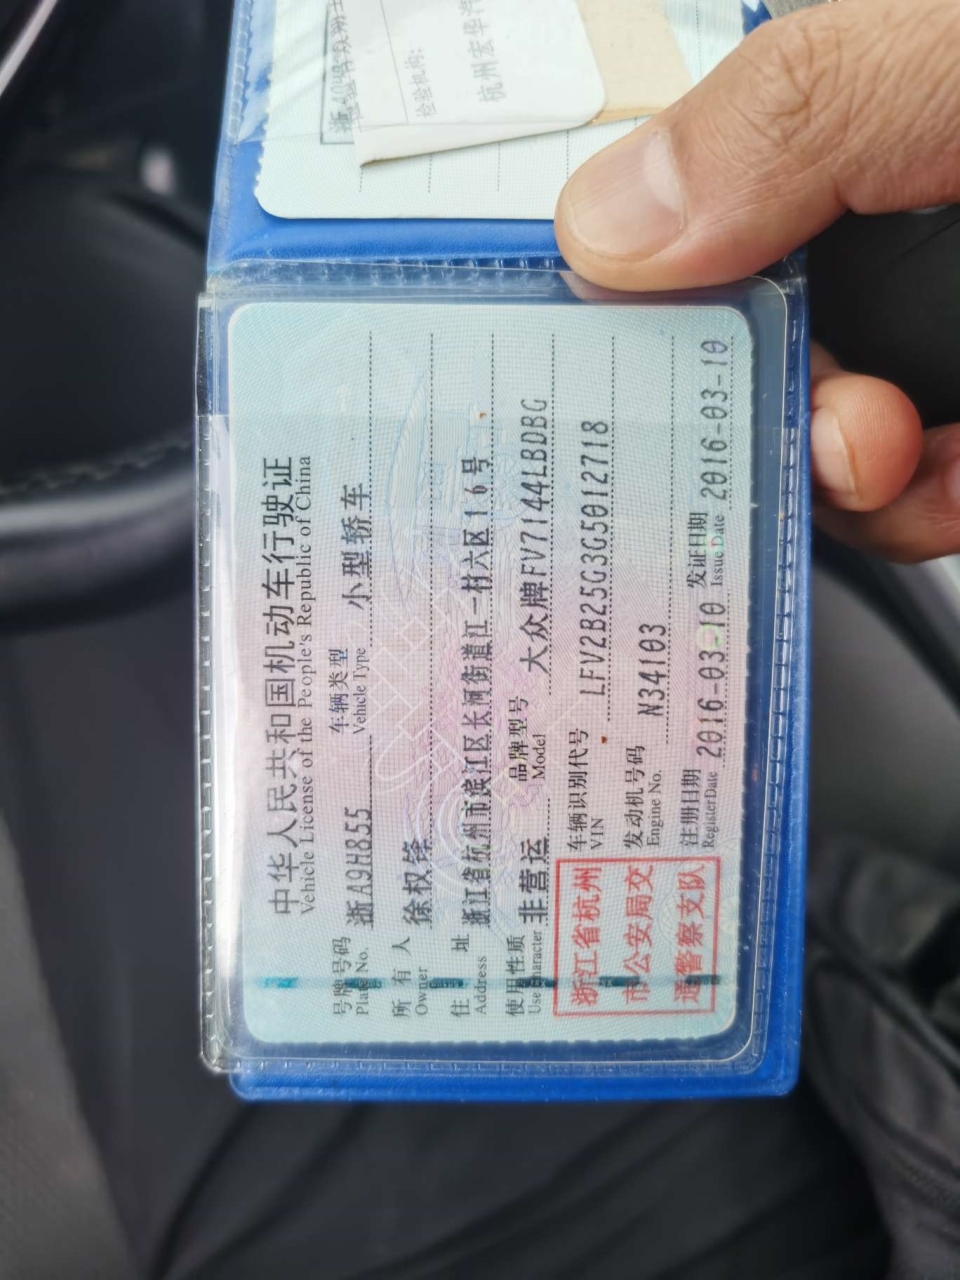 检验机构:
杭州宏华汽
中华人民共和国机动车行驶证
Vehicle License of the People's Republic of China
号牌号码 浙A9H855 车辆类型 小型轿车
Plate No. Vehicle Type
所有人 徐权锋
Owner
住址 浙江省杭州市滨江区长河街道江一村六区16号
Address
使用性质 非营运 品牌型号 大众牌FV7144LBDBG
Use Character Model
浙江省杭州
市公安局交
通警察支队
车辆识别代号 LFV2B25G3G5012718
VIN
发动机号码 N34103
Engine No.
注册日期 2016-03-10 发证日期 2016-03-10
Register Date Issue Date